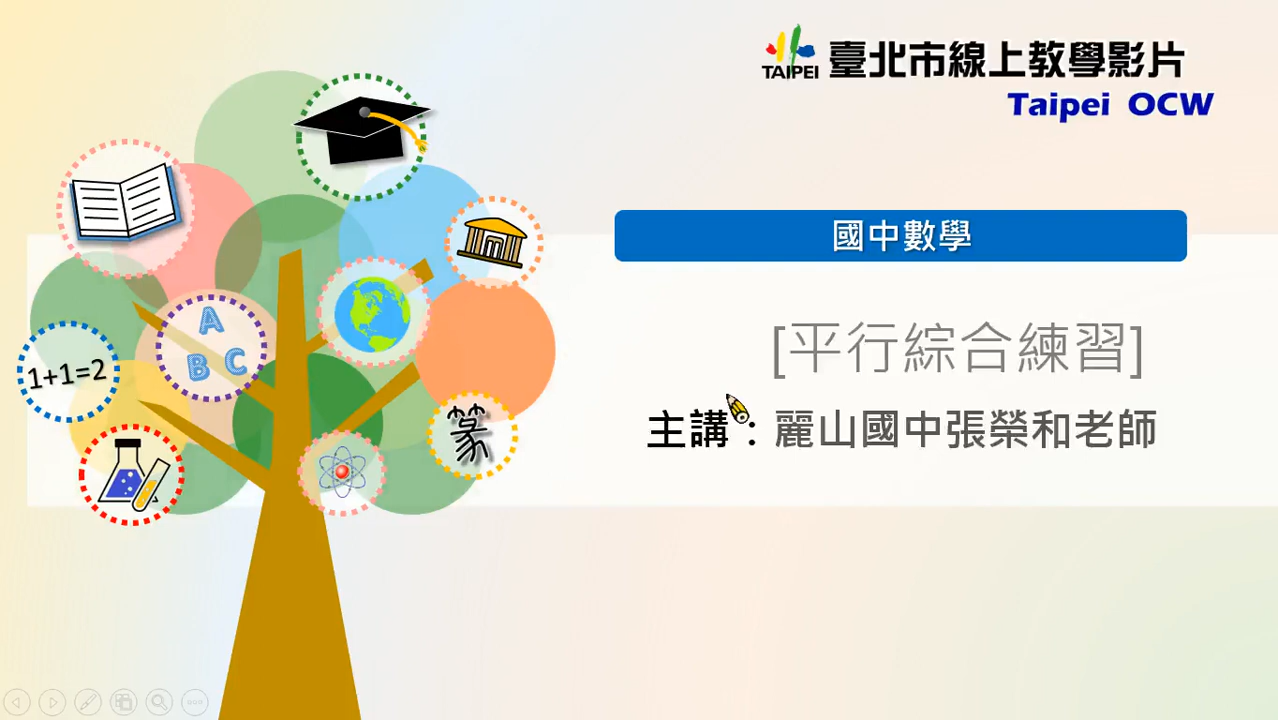 TAIPEI 臺北市線上教學影片
Taipei OCW
國中數學
[平行綜合練習]
主講：麗山國中張榮和老師
A
B C
1+1=2
篆